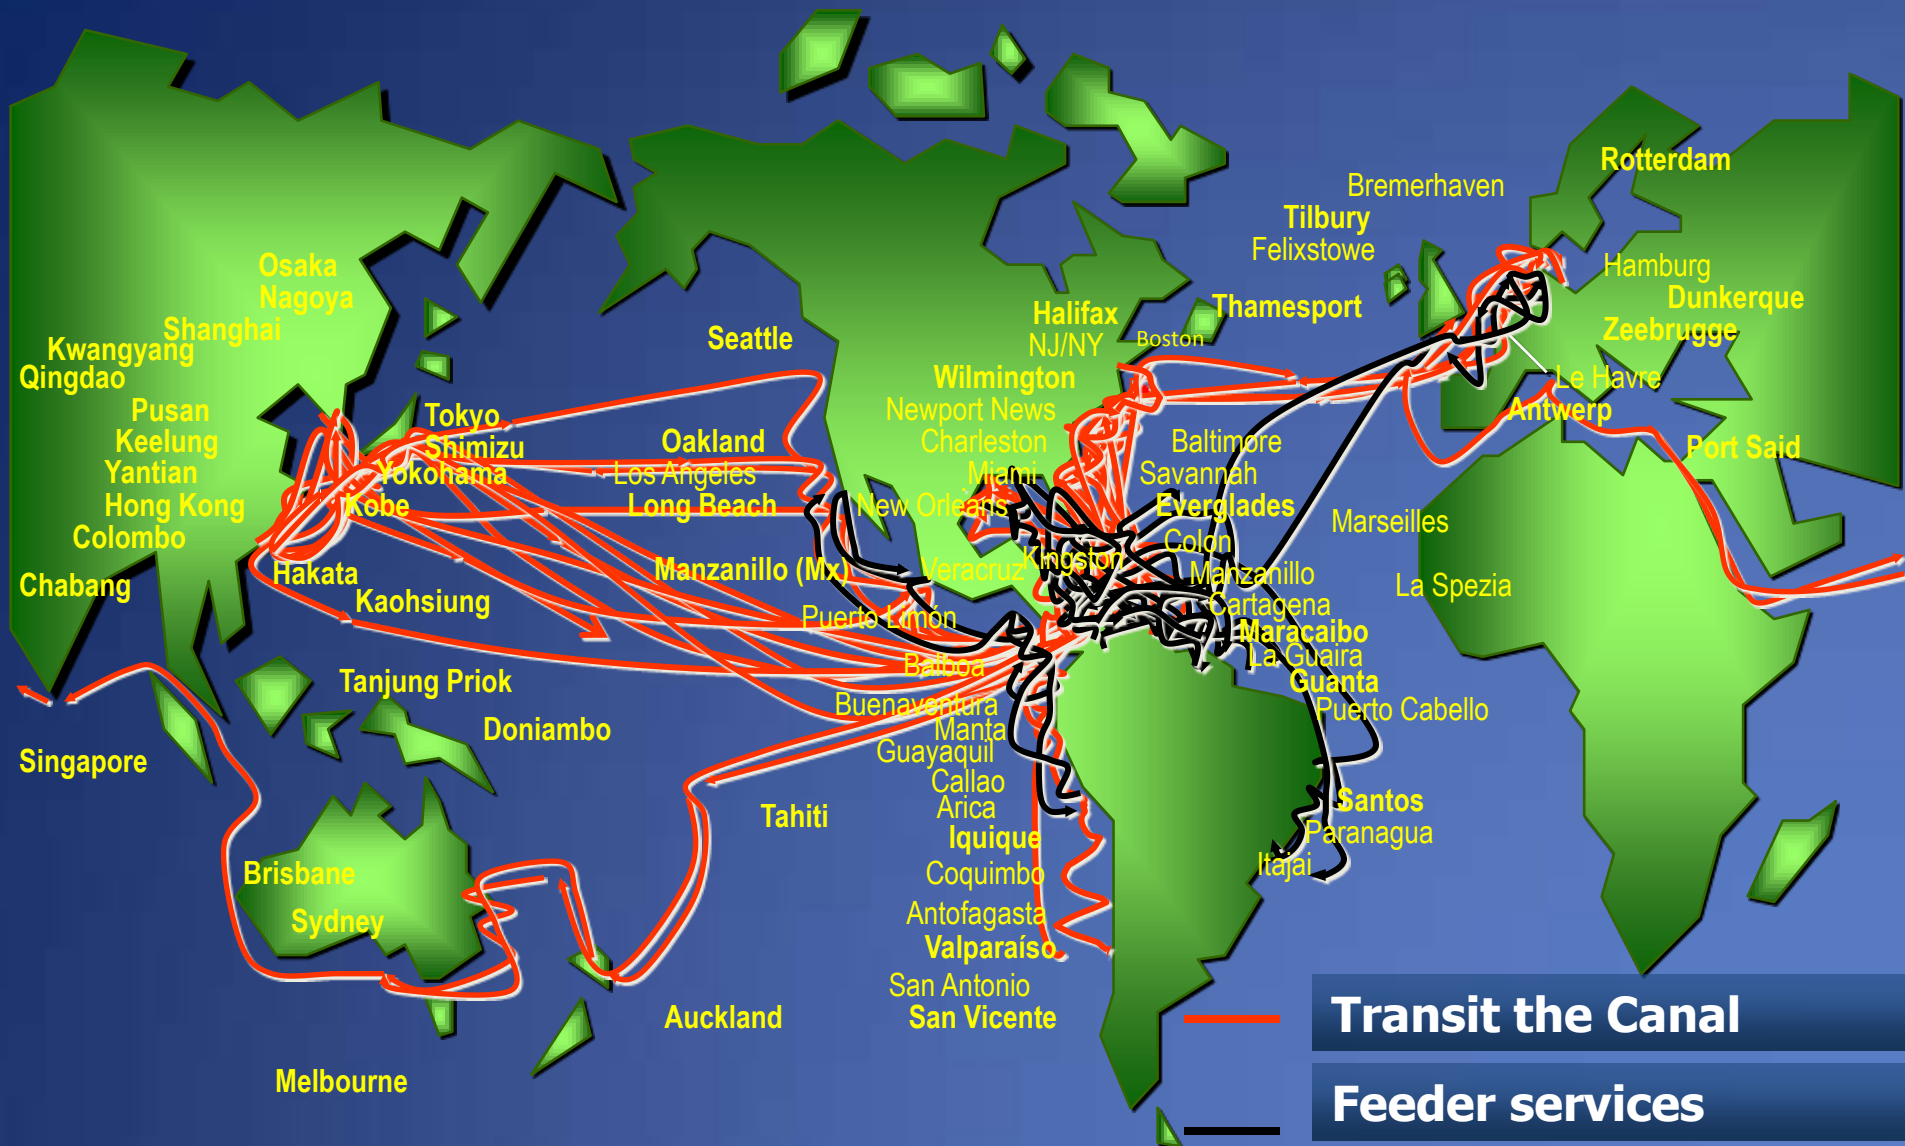 Rotterdam
Bremerhaven
Tilbury
Felixstowe
Osaka
Hamburg
Nagoya
Dunkerque
Halifax
Thamesport
Shanghai
Zeebrugge
Seattle
NJ/NY
Boston
Kwangyang
Qingdao
Wilmington
Le Havre
Pusan
Tokyo
Newport News
Antwerp
Keelung
Shimizu
Oakland
Charleston
Baltimore
Port Said
Yantian
Yokohama
Los Angeles
Miami
Savannah
Hong Kong
Kobe
Long Beach
New Orleans
Everglades
Marseilles
Colombo
Colon
Kingston
Chabang
Hakata
Manzanillo (Mx)
Veracruz
Manzanillo
La Spezia
Kaohsiung
Puerto Limón
Cartagena
Maracaibo
La Guaira
Balboa
Tanjung Priok
Guanta
Buenaventura
Puerto Cabello
Doniambo
Manta
Guayaquil
Singapore
Callao
Arica
Santos
Tahiti
Iquique
Paranagua
Itajai
Brisbane
Coquimbo
Antofagasta
Sydney
Valparaíso
San Antonio
Auckland
San Vicente
Transit the Canal
Melbourne
Feeder services